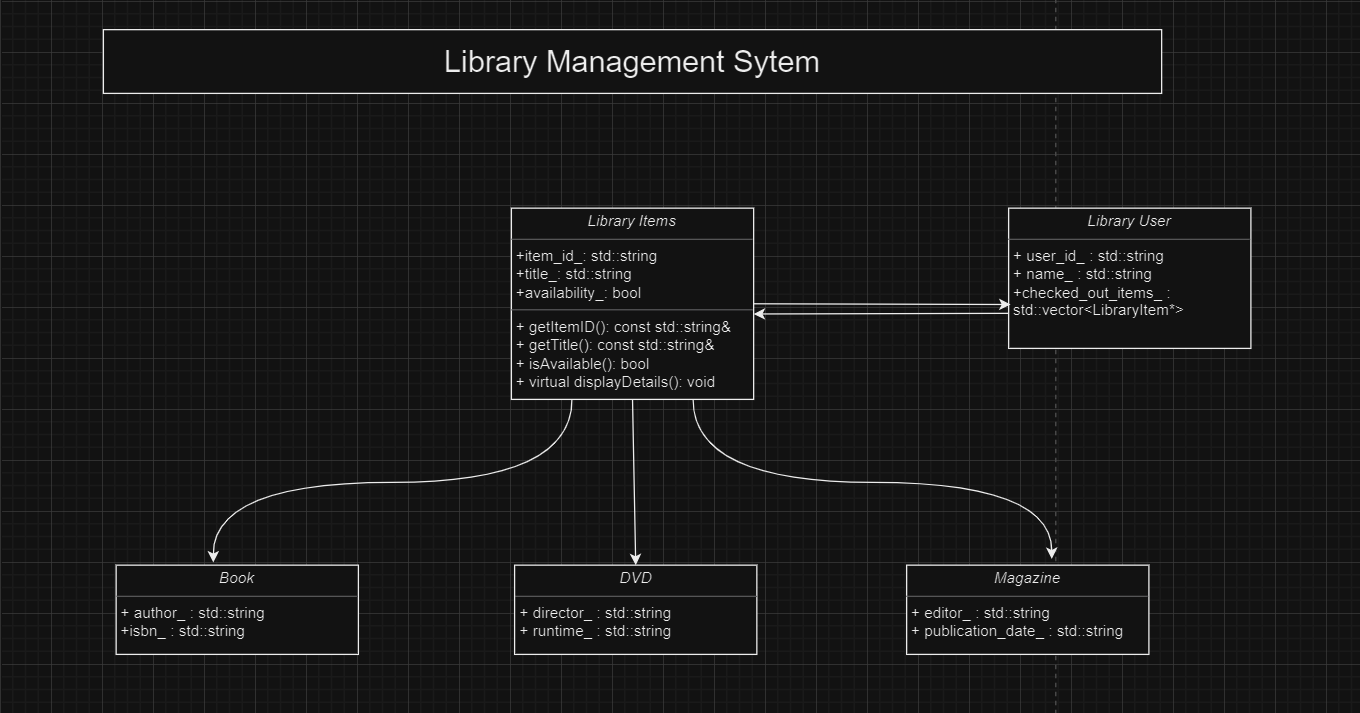 Library Management Sytem
Library Items
+item_id_: std::string
+title_: std::string
+availability_: bool
+ getItemID(): const std::string&
+ getTitle(): const std::string&
+ isAvailable(): bool
+ virtual displayDetails(): void
Library User
+ user_id_ : std::string
+ name_ : std::string
+checked_out_items_ :
std::vector<LibraryItem*>
Book
+ author_ : std::string
+isbn_ : std::string
DVD
+ director_ : std::string
+ runtime_ : std::string
Magazine
+ editor_ : std::string
+ publication_date_ : std::string